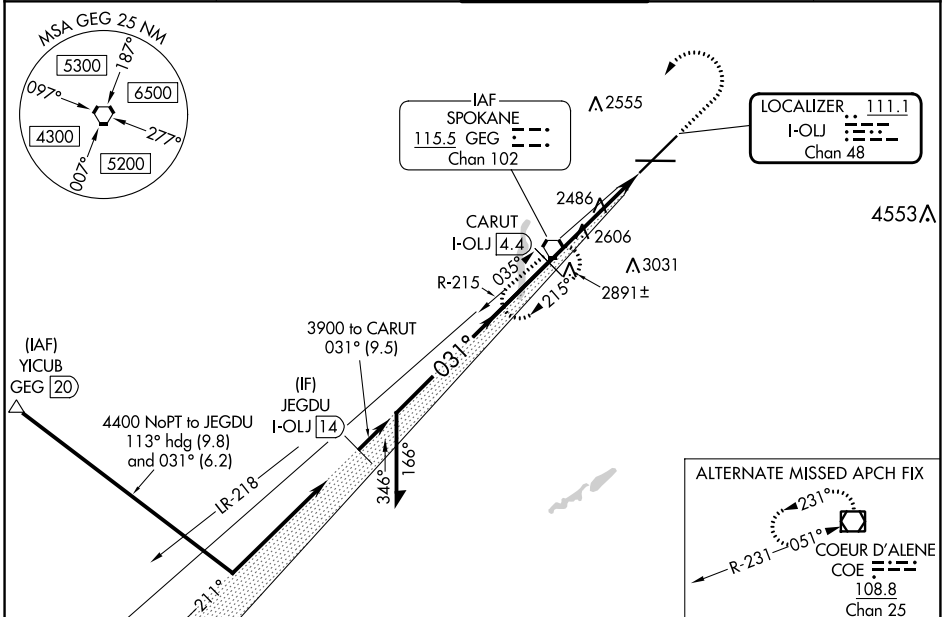 MSA GEG 25 NM
5300
187°
097°
6500
4300
277°
007°
5200
IAF
SPOKANE
115.5 GEG
Chan 102
2555
LOCALIZER 111.1
I-OLJ
Chan 48
4553
2486
CARUT
I-OLJ 4.4
2606
3031
035°
R-215
215°
2891±
3900 to CARUT
031° (9.5)
031°
(IAF)
YICUB
GEG 20
(IF)
JEGDU
I-OLJ 14
4400 NoPT to JEGDU
113° hdg (9.8)
and 031° (6.2)
346°
166°
LR-218
211°
ALTERNATE MISSED APCH FIX
231°
R-231
051°
COEUR D'ALENE
COE
108.8
Chan 25